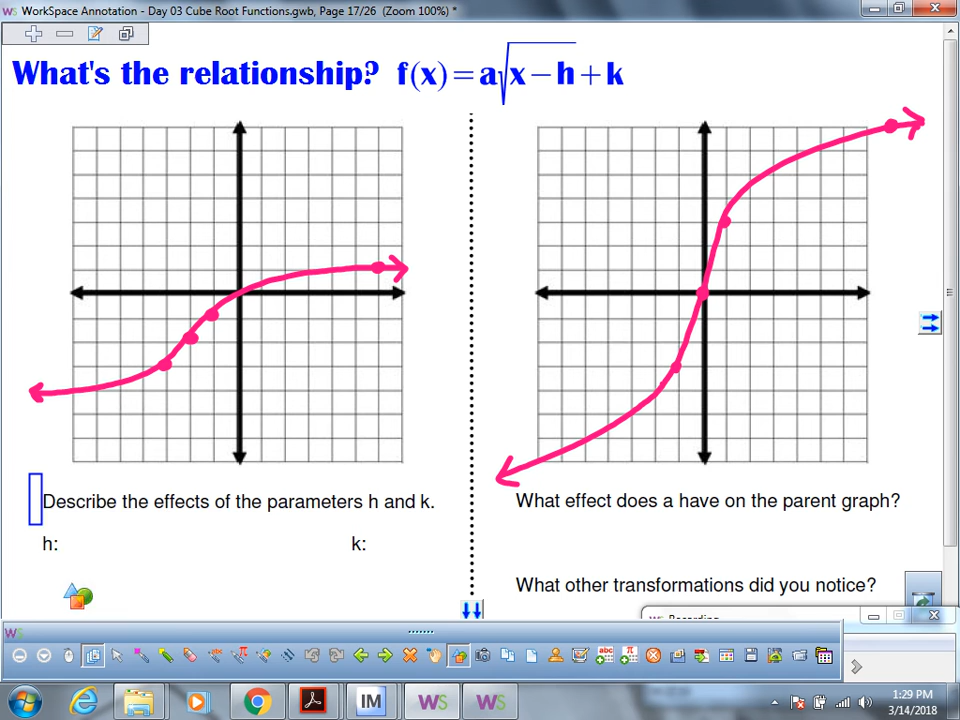 WorkSpace Annotation - Day 03 Cube Root Functions.gwb, Page 17/26 (Zoom 100%) *
What's the relationship? f(x) = a√x-h + k
Describe the effects of the parameters h and k.
h:
k:
What effect does a have on the parent graph?
What other transformations did you notice?
WS
abc
IM
WS
WS
1:29 PM
3/14/2018